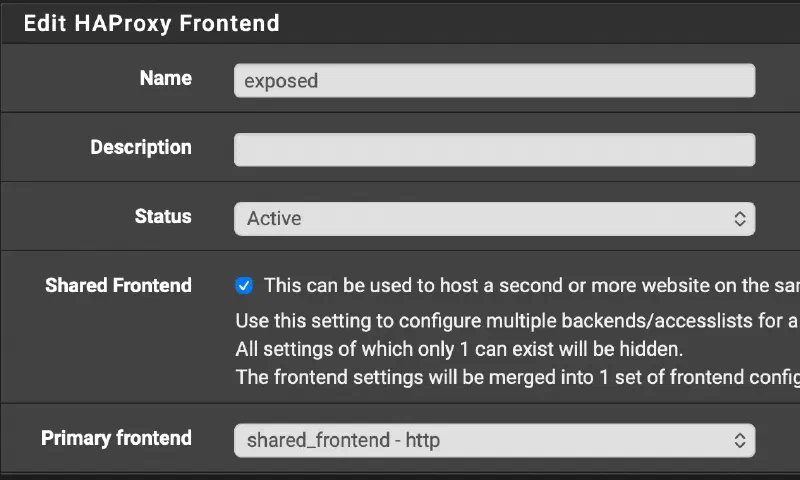 Edit HAProxy Frontend
Name
exposed
Description
Status
Active
Shared Frontend
This can be used to host a second or more website on the
Use this setting to configure multiple backends/accesslists for a
All settings of which only 1 can exist will be hidden.
The frontend settings will be merged into 1 set of frontend
Primary frontend
shared_frontend - http